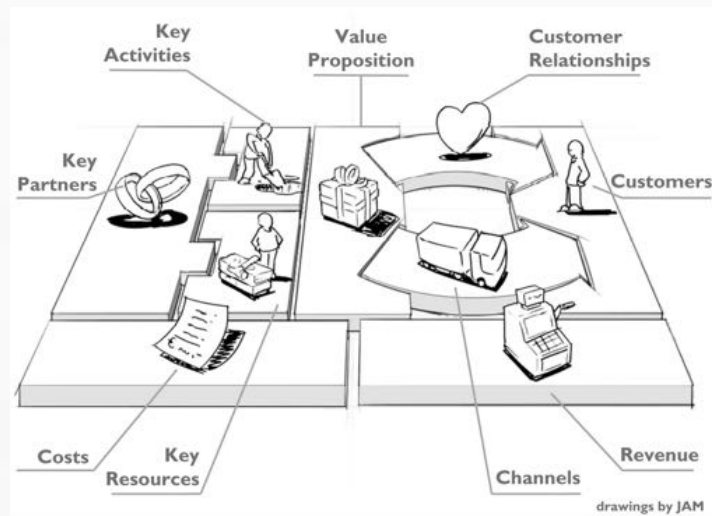 Key
Activities
Value
Proposition
Customer
Relationships
Key
Partners
Customers
Costs
Key
Resources
Channels
Revenue
drawings by JAM